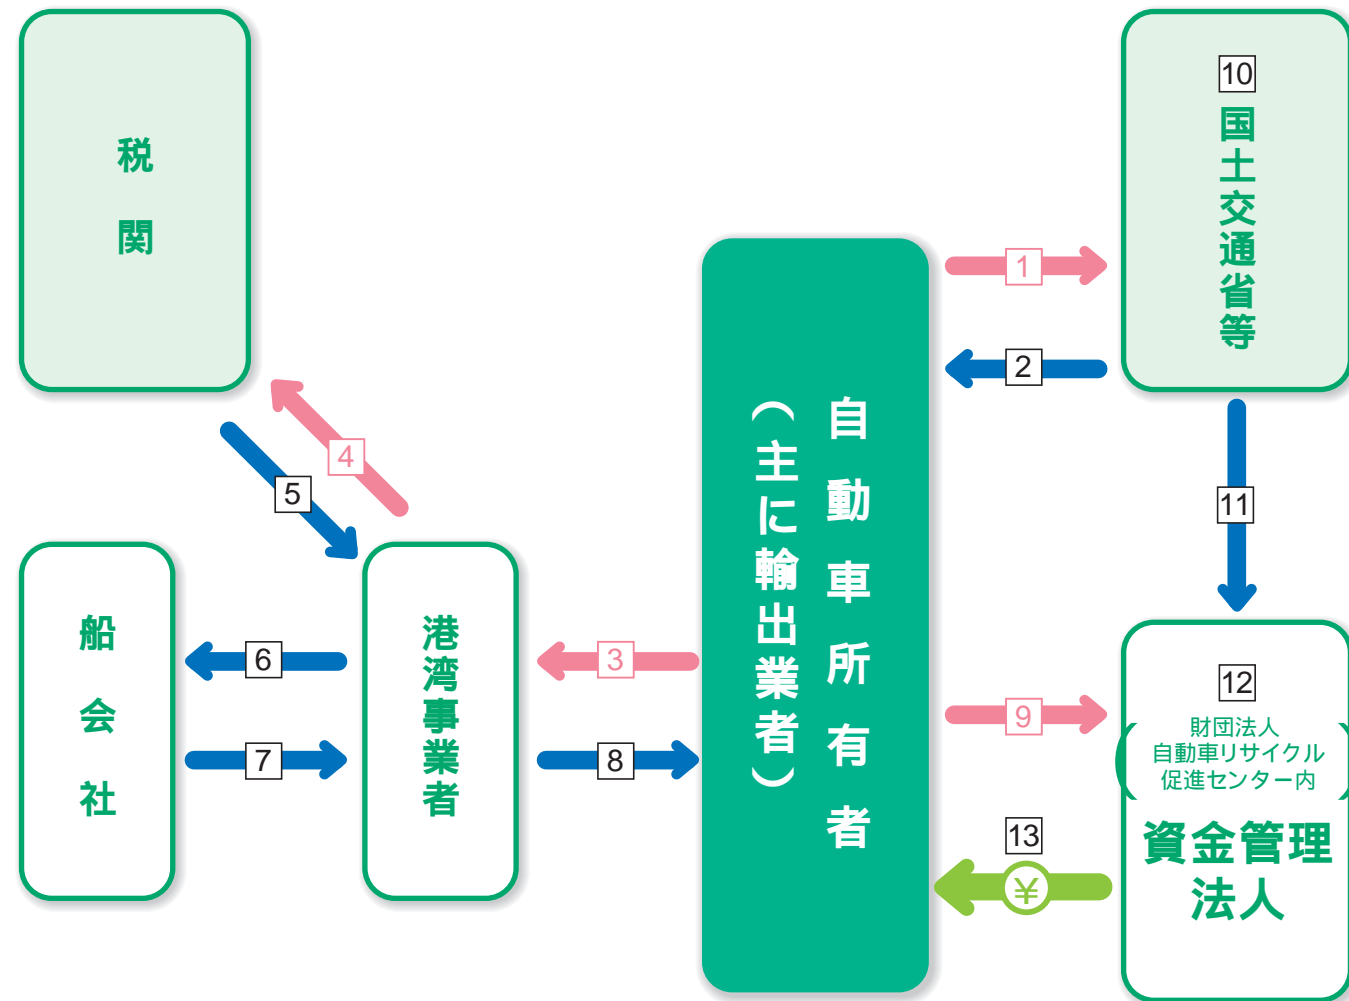 税関
10
国土交通省等
1
2
4
5
11
自動車所有者
（主に輸出業者）
船会社
港湾事業者
6
3
7
8
9
12
（財団法人
自動車リサイクル
促進センター内）
13
¥
資金管理
法人